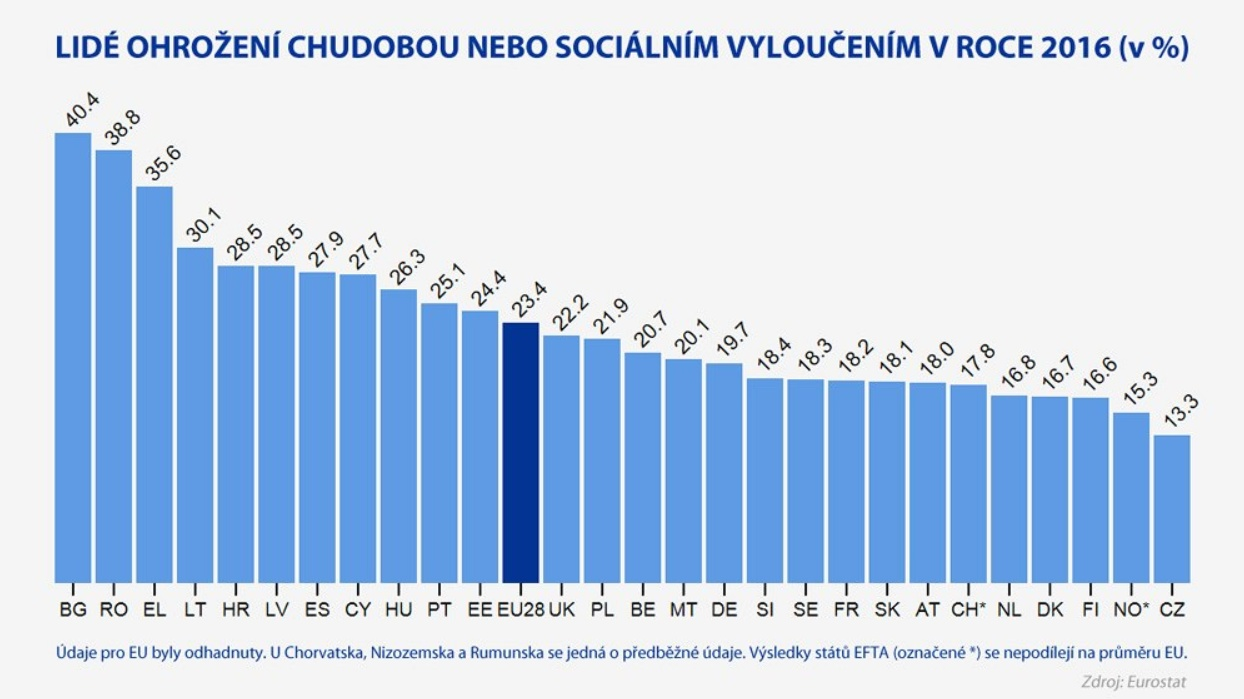 LIDÉ OHROŽENÍ CHUDOBOU NEBO SOCIÁLNÍM VYLOUČENÍM V ROCE 2016 (v %)
40.4 38.8 35.6 30.1 28.5 28.5 27.9 27.7 26.3 25.1 24.4 23.4 22.2 21.9 20.7 20.1 19.7 18.4 18.3 18.2 18.1 18.0 17.8 16.8 16.7 16.6 15.3 13.3
BG RO EL LT HR LV ES CY HU PT EE EU28 UK PL BE MT DE SI SE FR SK AT CH* NL DK FI NO* CZ
Údaje pro EU byly odhadnuty. U Chorvatska, Nizozemska a Rumunska se jedná o předběžné údaje. Výsledky států EFTA (označené *) se nepodílejí na průměru EU.
Zdroj: Eurostat